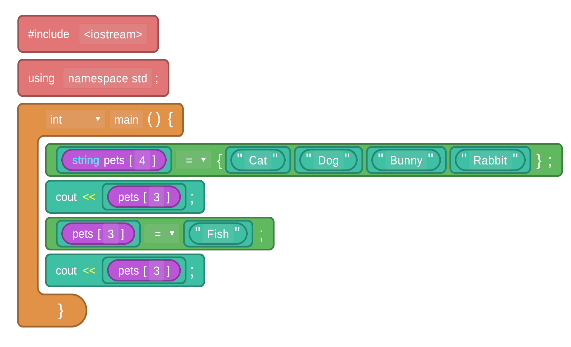 #include <iostream>
using namespace std ;
int main () {
string pets [ 4 ] = { " Cat " " Dog " " Bunny " " Rabbit " } ;
cout << pets [ 3 ] ;
pets [ 3 ] = " Fish " ;
cout << pets [ 3 ] ;
}